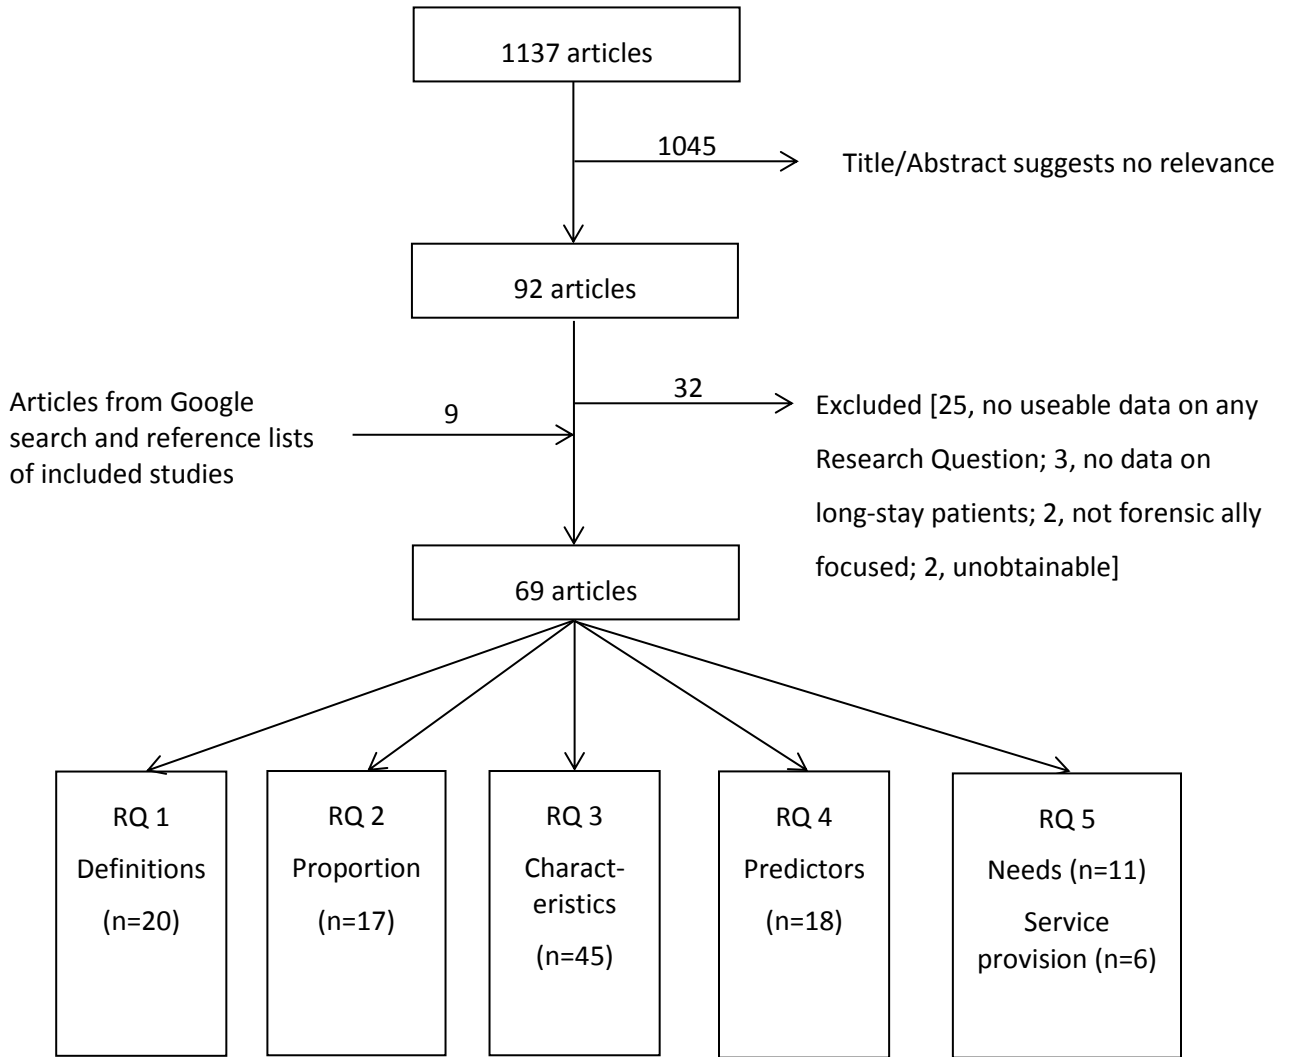 1137 articles
1045
Title/Abstract suggests no relevance
92 articles
Articles from Google
search and reference lists
of included studies
9
32
Excluded [25, no useable data on any
Research Question; 3, no data on
long-stay patients; 2, not forensic ally
focused; 2, unobtainable]
69 articles
RQ 1
Definitions
(n=20)
RQ 2
Proportion
(n=17)
RQ 3
Charact-
eristics
(n=45)
RQ 4
Predictors
(n=18)
RQ 5
Needs (n=11)
Service
provision (n=6)